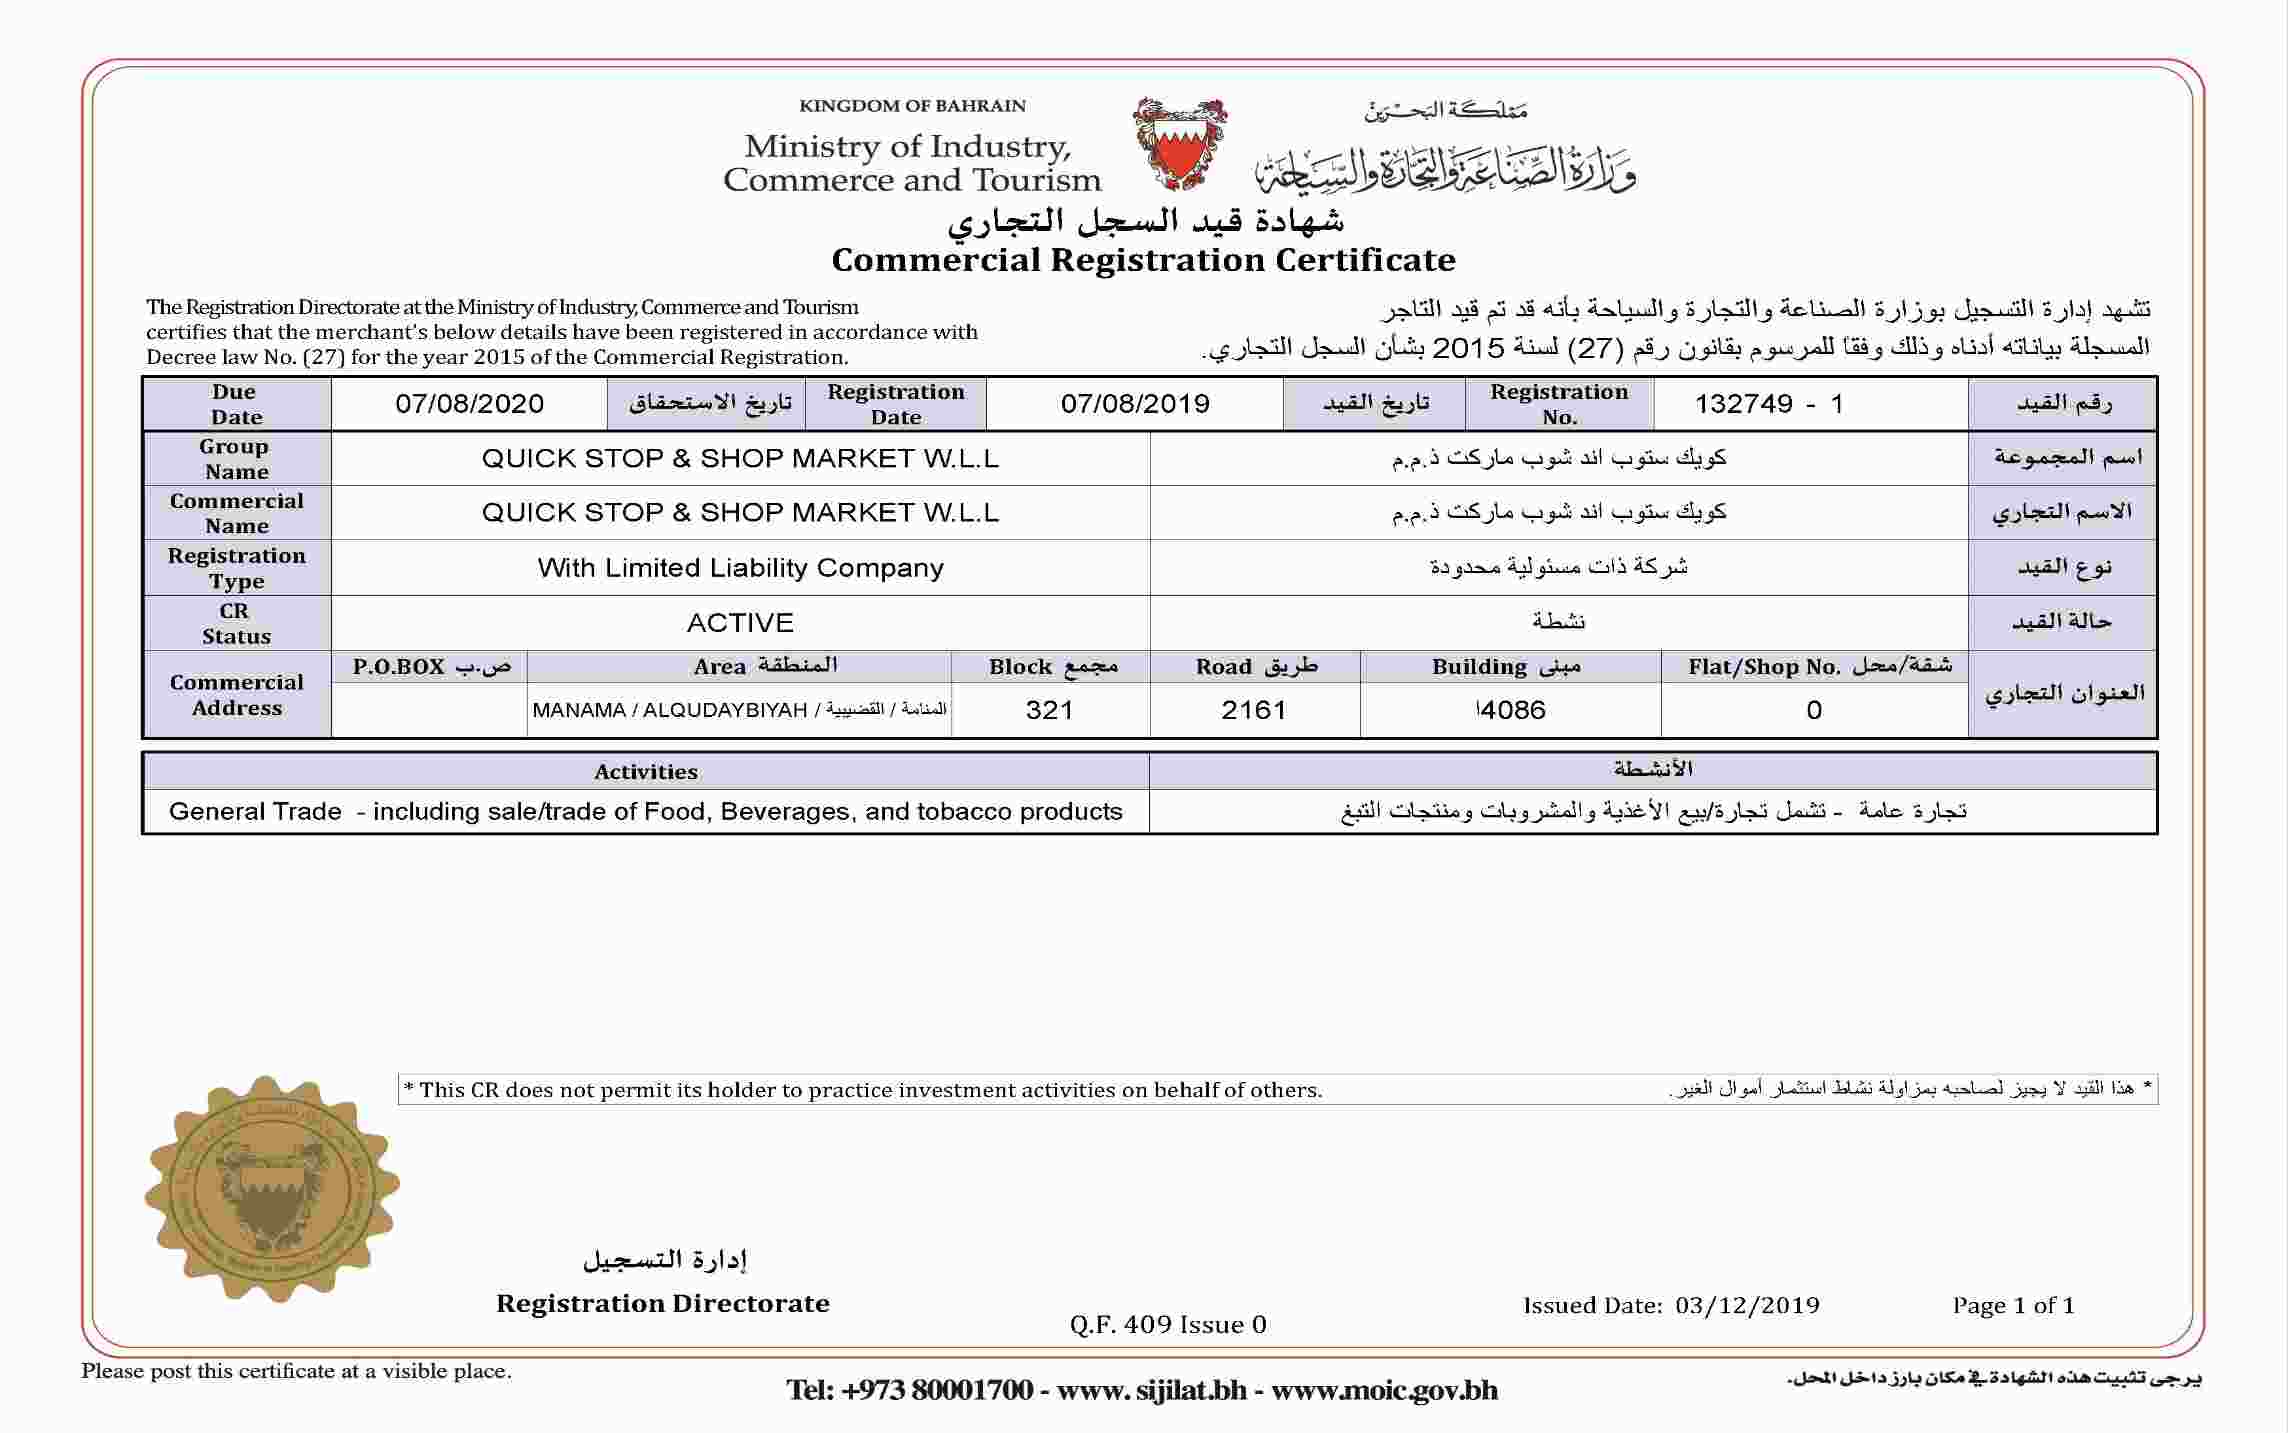 KINGDOM OF BAHRAIN
مملكة البحرين
Ministry of Industry,
Commerce and Tourism
وزارة الصناعة والتجارة والسياحة
شهادة قيد السجل التجاري
Commercial Registration Certificate
The Registration Directorate at the Ministry of Industry, Commerce and Tourism
certifies that the merchant's below details have been registered in accordance with
Decree law No. (27) for the year 2015 of the Commercial Registration.
تشهد إدارة التسجيل بوزارة الصناعة والتجارة والسياحة بأنه قد تم قيد التاجر
المسجلة بياناته أدناه وذلك وفقا للمرسوم بقانون رقم (27) لسنة 2015 بشأن السجل التجاري.
Due Date 07/08/2020 تاريخ الاستحقاق Registration Date 07/08/2019 تاريخ القيد Registration No. 132749 - 1 رقم القيد
Group Name QUICK STOP & SHOP MARKET W.L.L كويك ستوب اند شوب ماركت ذ.م.م اسم المجموعة
Commercial Name QUICK STOP & SHOP MARKET W.L.L كويك ستوب اند شوب ماركت ذ.م.م الاسم التجاري
Registration Type With Limited Liability Company شركة ذات مسئولية محدودة نوع القيد
CR Status ACTIVE نشطة حالة القيد
Commercial Address P.O.BOX ص.ب Area المنطقة Block مجمع Road طريق Building مبنى Flat/Shop No. شقة/محل العنوان التجاري
MANAMA / ALQUDAYBIYAH / المنامة / القضيبية 321 2161 4086ا 0
Activities الأنشطة
General Trade - including sale/trade of Food, Beverages, and tobacco products تجارة عامة - تشمل تجارة/بيع الأغذية والمشروبات ومنتجات التبغ
* This CR does not permit its holder to practice investment activities on behalf of others.
* هذا القيد لا يجيز لصاحبه بمزاولة نشاط استثمار أموال الغير.
إدارة التسجيل
Registration Directorate
Q.F. 409 Issue 0
Issued Date: 03/12/2019
Page 1 of 1
Please post this certificate at a visible place.
Tel: +973 80001700 - www. sijilat.bh - www.moic.gov.bh
يرجى تثبيت هذه الشهادة في مكان بارز داخل المحل.